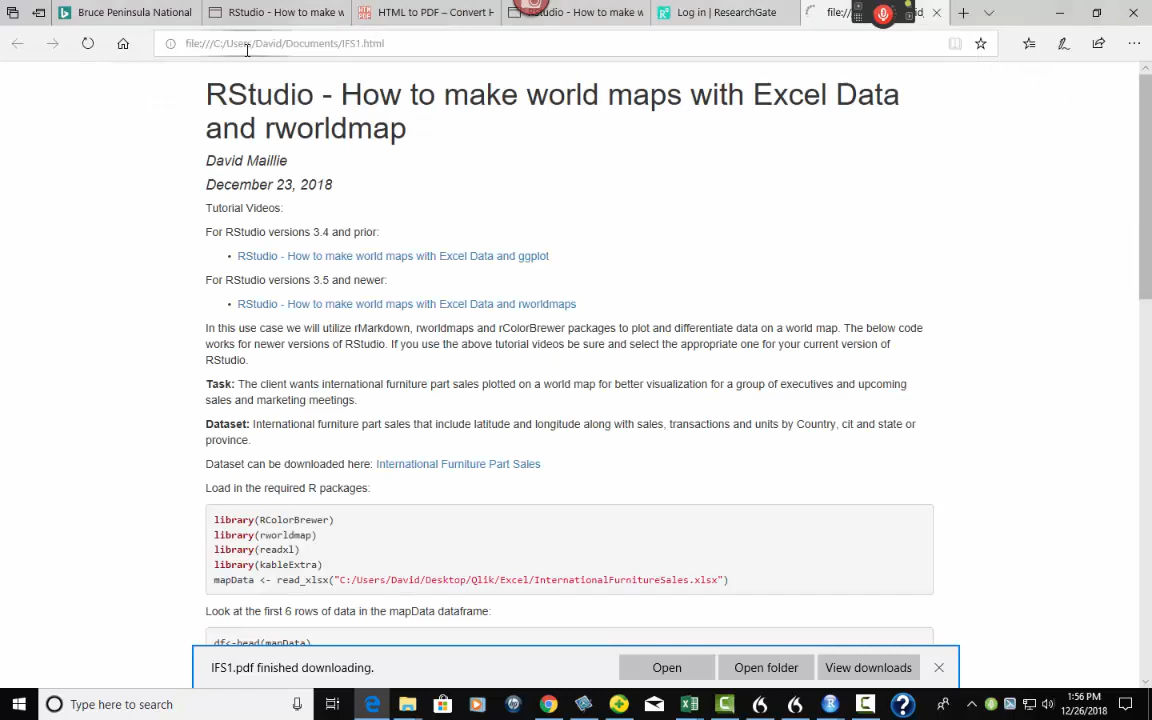 Bruce Peninsula National
RStudio - How to make w
HTML to PDF – Convert H
RStudio - How to make w
Log in | ResearchGate
file:///
file:///C:/Users/David/Documents/IFS1.html
RStudio - How to make world maps with Excel Data
and rworldmap
David Maillie
December 23, 2018
Tutorial Videos:
For RStudio versions 3.4 and prior:
• RStudio - How to make world maps with Excel Data and ggplot
For RStudio versions 3.5 and newer:
• RStudio - How to make world maps with Excel Data and rworldmaps
In this use case we will utilize rMarkdown, rworldmaps and rColorBrewer packages to plot and differentiate data on a world map. The below code
works for newer versions of RStudio. If you use the above tutorial videos be sure and select the appropriate one for your current version of
RStudio.
Task: The client wants international furniture part sales plotted on a world map for better visualization for a group of executives and upcoming
sales and marketing meetings.
Dataset: International furniture part sales that include latitude and longitude along with sales, transactions and units by Country, cit and state or
province.
Dataset can be downloaded here: International Furniture Part Sales
Load in the required R packages:
library(RColorBrewer)
library(rworldmap)
library(readxl)
library(kableExtra)
mapData <- read_xlsx("C:/Users/David/Desktop/Qlik/Excel/InternationalFurnitureSales.xlsx")
Look at the first 6 rows of data in the mapData dataframe:
df<-head(mapData)
IFS1.pdf finished downloading.
Open
Open folder
View downloads
Type here to search
1:56 PM
12/26/2018